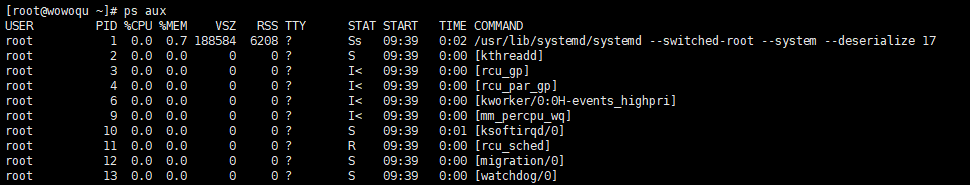 [root@wowoqu ~]# ps aux
USER       PID %CPU %MEM    VSZ   RSS TTY      STAT START   TIME COMMAND
root         1  0.0  0.7 188584  6208 ?        Ss   09:39   0:02 /usr/lib/systemd/systemd --switched-root --system --deserialize 17
root         2  0.0  0.0      0     0 ?        S    09:39   0:00 [kthreadd]
root         3  0.0  0.0      0     0 ?        I<   09:39   0:00 [rcu_gp]
root         4  0.0  0.0      0     0 ?        I<   09:39   0:00 [rcu_par_gp]
root         6  0.0  0.0      0     0 ?        I<   09:39   0:00 [kworker/0:0H-events_highpri]
root         9  0.0  0.0      0     0 ?        I<   09:39   0:00 [mm_percpu_wq]
root        10  0.0  0.0      0     0 ?        S    09:39   0:01 [ksoftirqd/0]
root        11  0.0  0.0      0     0 ?        R    09:39   0:00 [rcu_sched]
root        12  0.0  0.0      0     0 ?        S    09:39   0:00 [migration/0]
root        13  0.0  0.0      0     0 ?        S    09:39   0:00 [watchdog/0]